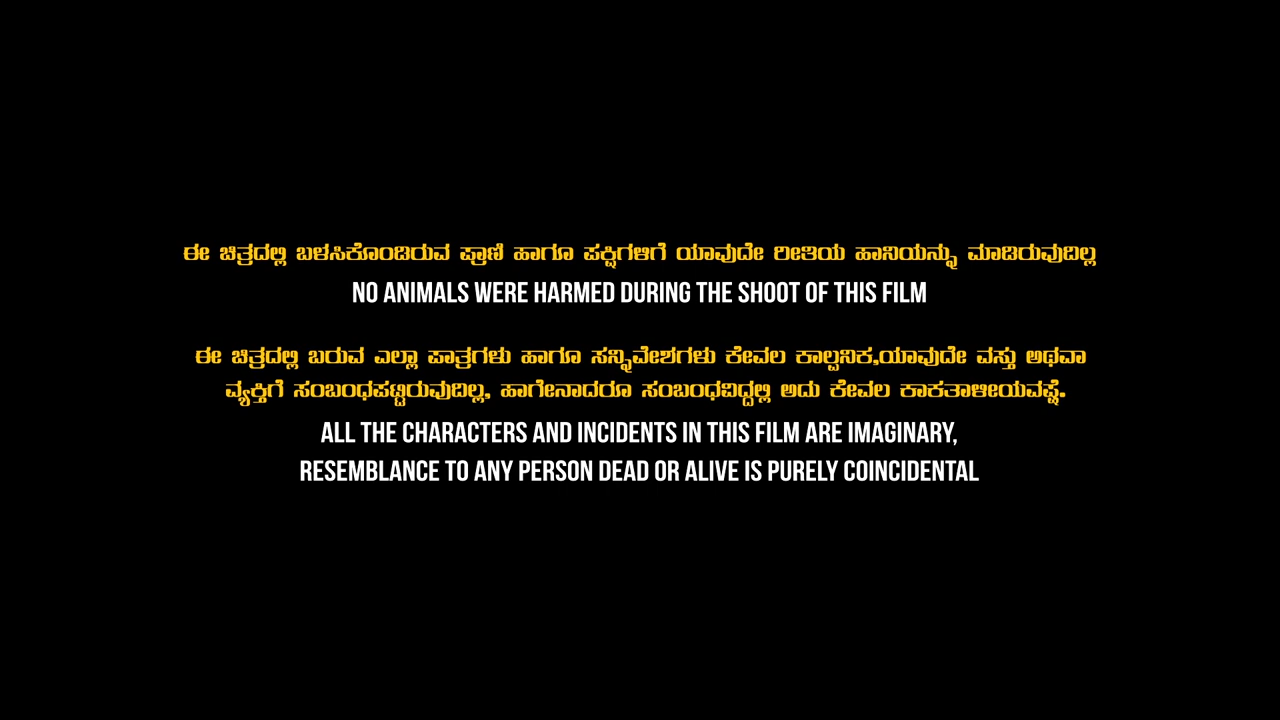 ಈ ಚಿತ್ರದಲ್ಲಿ ಬಳಸಿಕೊಂಡಿರುವ ಪ್ರಾಣಿ ಹಾಗೂ ಪಕ್ಷಿಗಳಿಗೆ ಯಾವುದೇ ರೀತಿಯ ಹಾನಿಯನ್ನು ಮಾಡಿರುವುದಿಲ್ಲ
NO ANIMALS WERE HARMED DURING THE SHOOT OF THIS FILM
ಈ ಚಿತ್ರದಲ್ಲಿ ಬರುವ ಎಲ್ಲಾ ಪಾತ್ರಗಳು ಹಾಗೂ ಸನ್ನಿವೇಶಗಳು ಕೇವಲ ಕಾಲ್ಪನಿಕ,ಯಾವುದೇ ವಸ್ತು ಅಥವಾ
ವ್ಯಕ್ತಿಗೆ ಸಂಬಂಧಪಟ್ಟಿರುವುದಿಲ್ಲ, ಹಾಗೇನಾದರೂ ಸಂಬಂಧವಿದ್ದಲ್ಲಿ ಅದು ಕೇವಲ ಕಾಕತಾಳೀಯವಷ್ಟೆ.
ALL THE CHARACTERS AND INCIDENTS IN THIS FILM ARE IMAGINARY,
RESEMBLANCE TO ANY PERSON DEAD OR ALIVE IS PURELY COINCIDENTAL